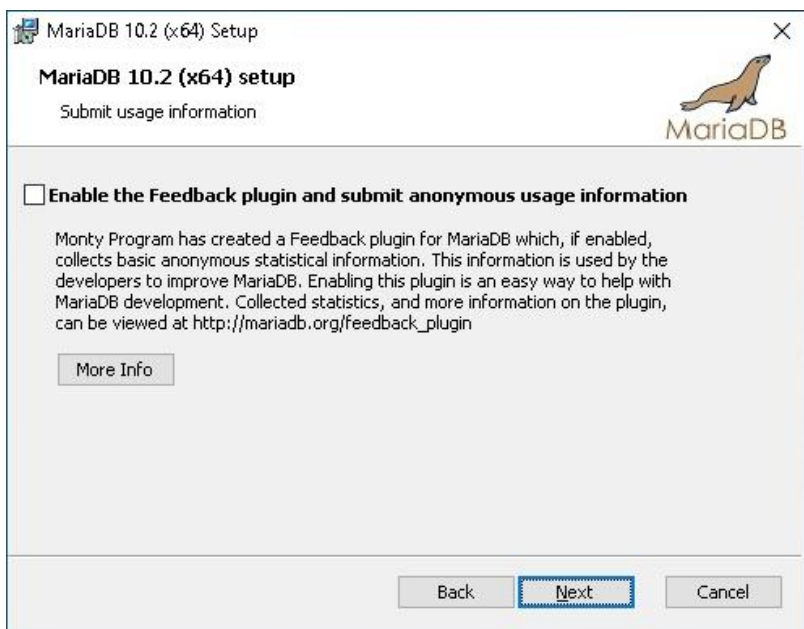 MariaDB 10.2 (x64) Setup
MariaDB 10.2 (x64) setup
Submit usage information
MariaDB
Enable the Feedback plugin and submit anonymous usage information
Monty Program has created a Feedback plugin for MariaDB which, if enabled,
collects basic anonymous statistical information. This information is used by the
developers to improve MariaDB. Enabling this plugin is an easy way to help with
MariaDB development. Collected statistics, and more information on the plugin,
can be viewed at http://mariadb.org/feedback_plugin
More Info
Back
Next
Cancel